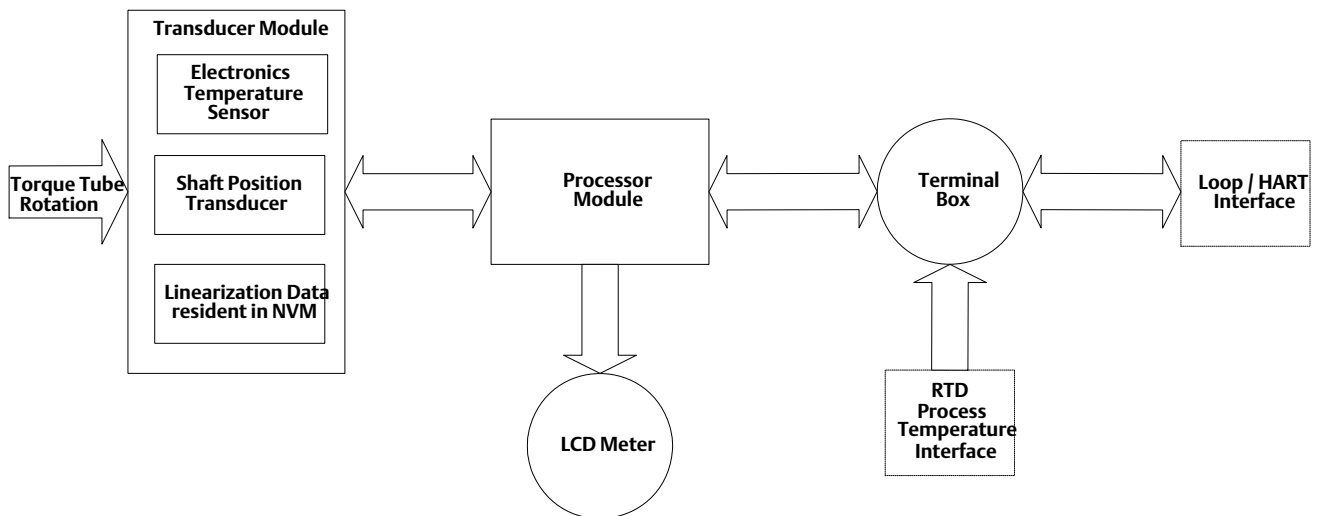 Transducer Module
Electronics
Temperature
Sensor
Torque Tube
Rotation
Shaft Position
Transducer
Linearization Data
resident in NVM
Processor
Module
LCD Meter
Terminal
Box
RTD
Process
Temperature
Interface
Loop / HART
Interface